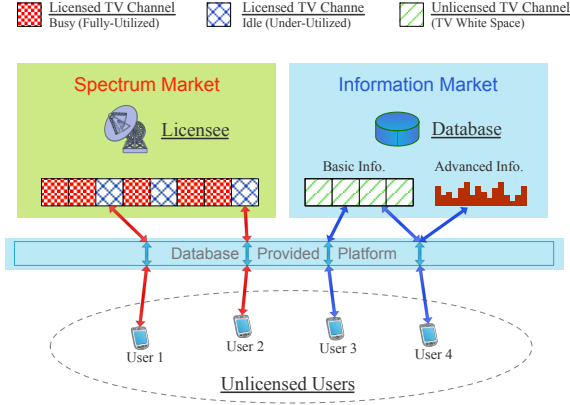 Licensed TV Channel
Busy (Fully-Utilized)
Licensed TV Channe
Idle (Under-Utilized)
Unlicensed TV Channel
(TV White Space)
Spectrum Market
Information Market
Licensee
Database
Basic Info.
Advanced Info.
Database Provided Platform
User 1
User 2
User 3
User 4
Unlicensed Users